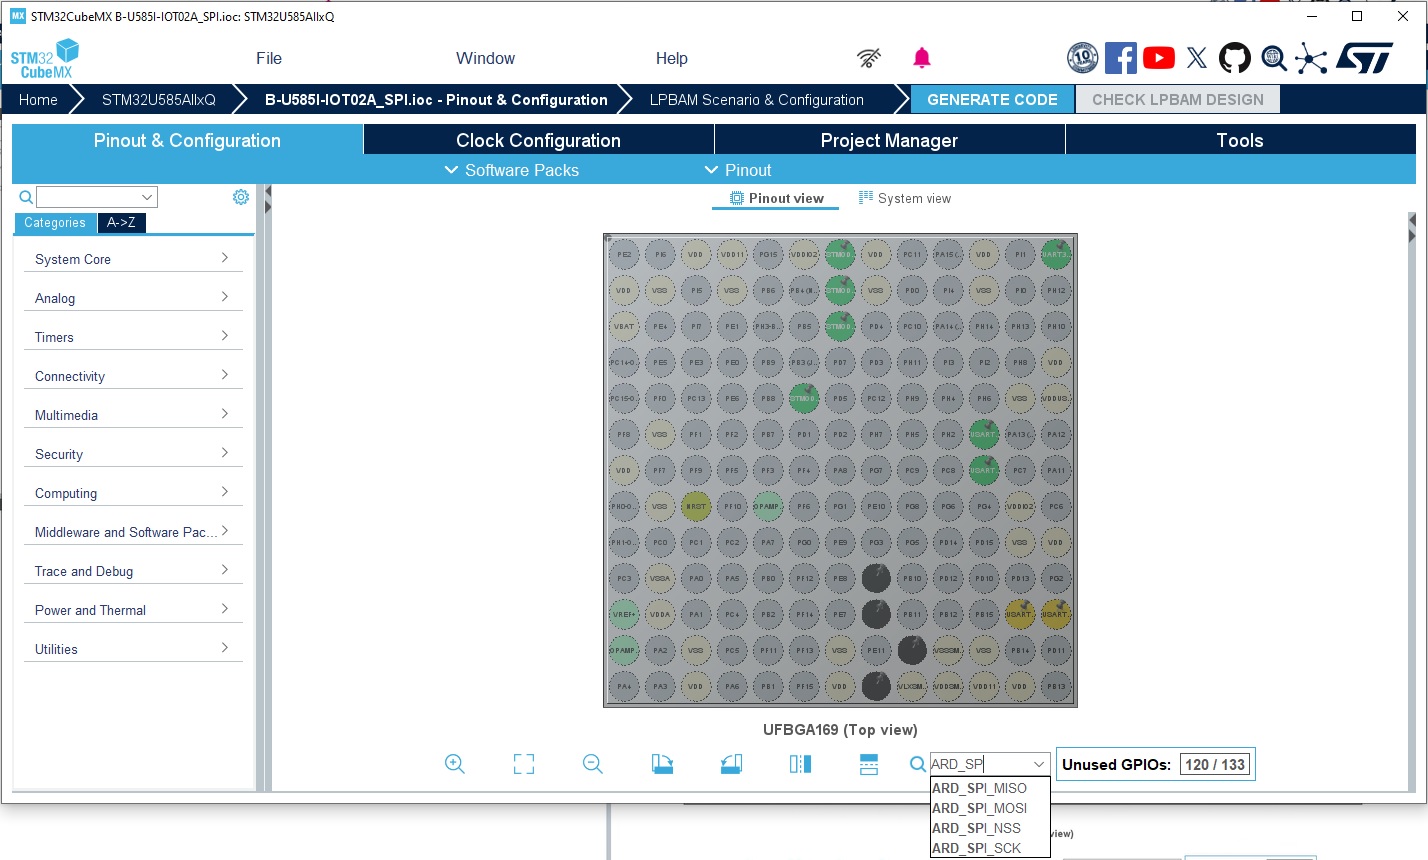 STM32CubeMX B-U585I-IOT02A_SPI.ioc: STM32U585AIIxQ
STM32
CubeMX
File Window Help
Home STM32U585AIIxQ B-U585I-IOT02A_SPI.ioc - Pinout & Configuration LPBAM Scenario & Configuration GENERATE CODE CHECK LPBAM DESIGN
Pinout & Configuration Clock Configuration Project Manager Tools
Software Packs Pinout
Pinout view System view
Categories A->Z
System Core
Analog
Timers
Connectivity
Multimedia
Security
Computing
Middleware and Software Pac...
Trace and Debug
Power and Thermal
Utilities
PE2 PI6 VDD VDD11 PG15 VDDIO2 STMOD.. VDD PC11 PA15 (.. VDD PI1 UART3..
VDD VSS PI5 VSS PB6 PB4 (N.. STMOD.. VSS PD0 PI4 VSS PI0 PH12
VBAT PE4 PI7 PE1 PH3-B.. PB5 STMOD.. PD4 PC10 PA14 (.. PH14 PH13 PH10
PC14-O.. PE5 PE3 PE0 PB9 PB3 (J.. PD7 PD3 PH11 PI3 PI2 PH8 VDD
PC15-O.. PF0 PC13 PE6 PB8 STMOD.. PD5 PC12 PH9 PH4 PH6 VSS VDDUS..
PF8 VSS PF1 PF2 PB7 PD1 PD2 PH7 PH5 PH2 USART.. PA13 (.. PA12
VDD PF7 PF9 PF5 PF3 PF4 PA8 PG7 PC9 PC8 USART.. PC7 PA11
PH0-O.. VSS NRST PF10 OPAMP.. PF6 PG1 PE10 PG8 PG6 PG4 VDDIO2 PC6
PH1-O.. PC0 PC1 PC2 PA7 PG0 PE9 PG3 PG5 PD14 PD15 VSS VDD
PC3 VSSA PA0 PA5 PB0 PF12 PE8 PB10 PD12 PD10 PD13 PG2
VREF+ VDDA PA1 PC4 PB2 PF14 PE7 PB11 PB12 PB15 USART.. USART..
OPAMP.. PA2 VSS PC5 PF11 PF13 VSS PE11 VSSSM.. VSS PB14 PD11
PA4 PA3 VDD PA6 PB1 PF15 VDD VLXSM.. VDDSM.. VDD11 VDD PB13
UFBGA169 (Top view)
ARD_SP Unused GPIOs: 120 / 133
ARD_SPI_MISO
ARD_SPI_MOSI
ARD_SPI_NSS
ARD_SPI_SCK
view)